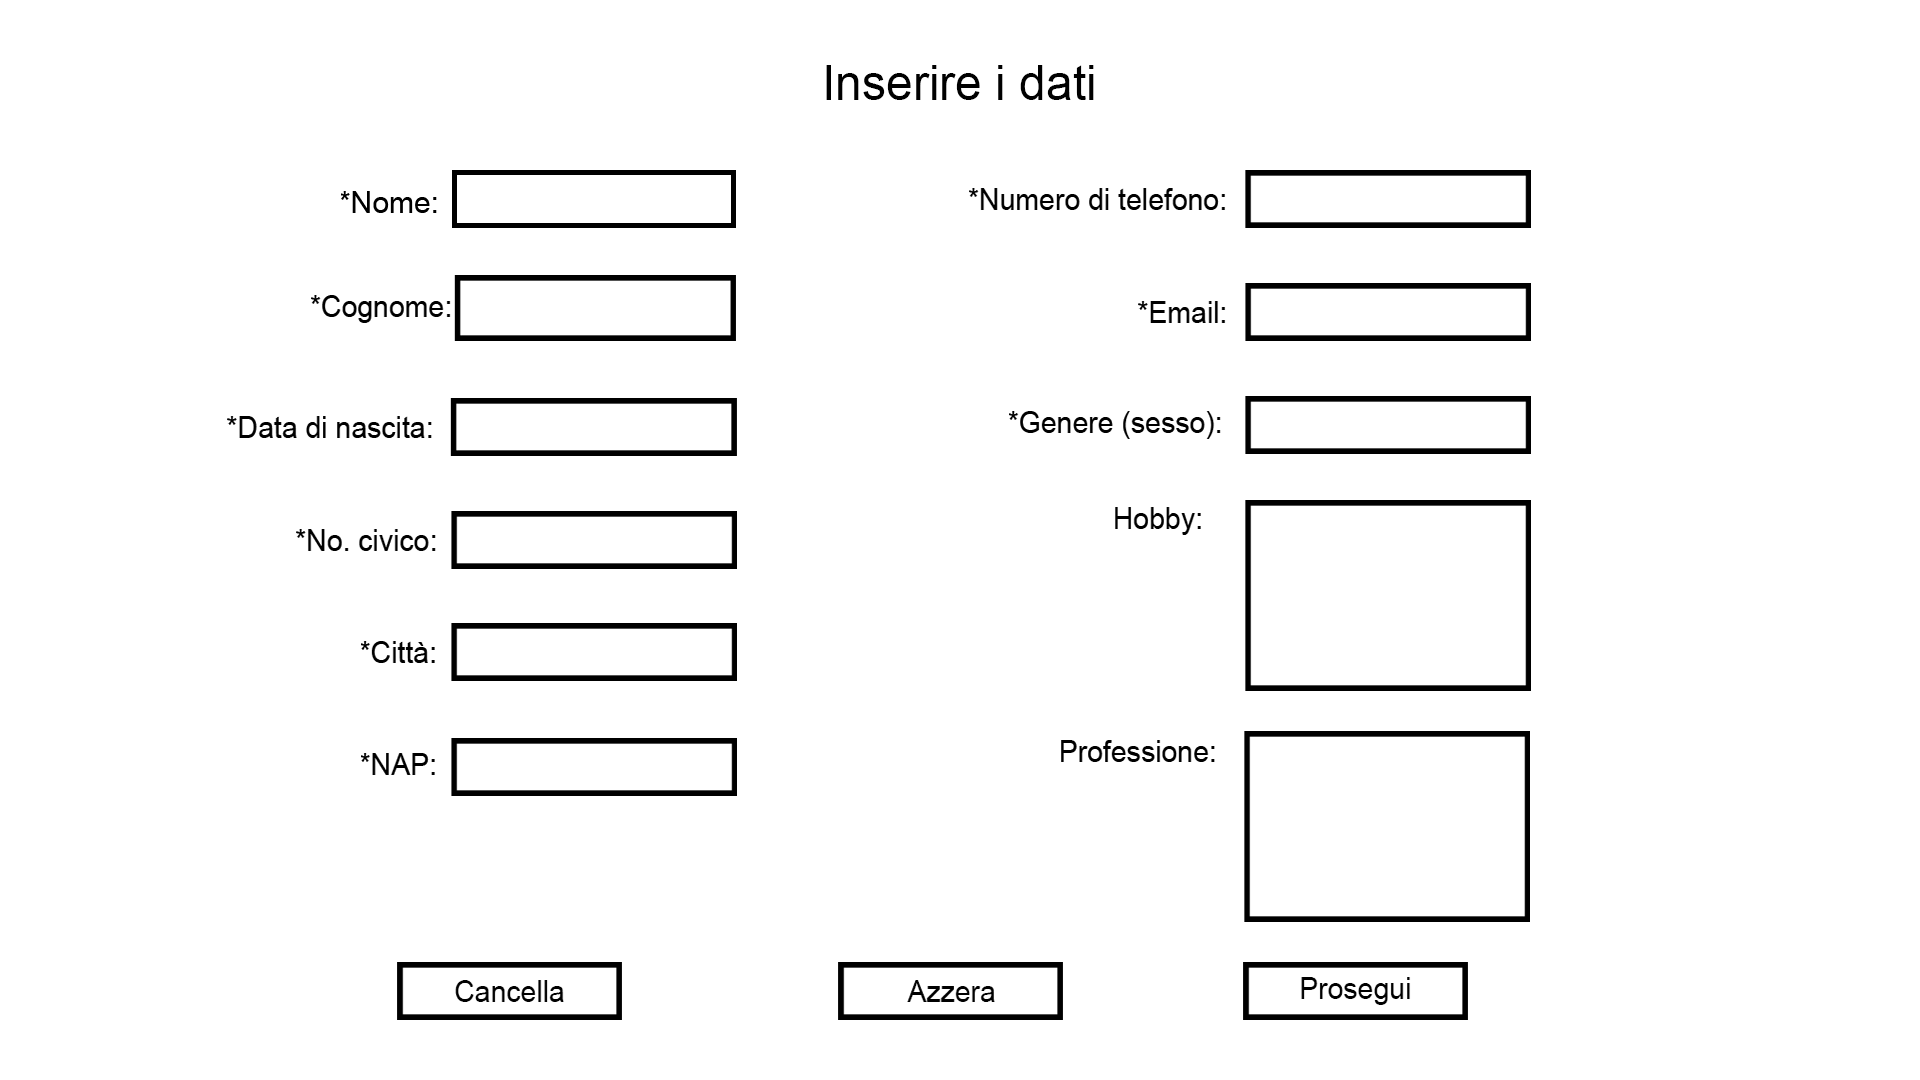 Inserire i dati
*Nome:
*Cognome:
*Data di nascita:
*No. civico:
*Città:
*NAP:
*Numero di telefono:
*Email:
*Genere (sesso):
Hobby:
Professione:
Cancella
Azzera
Prosegui